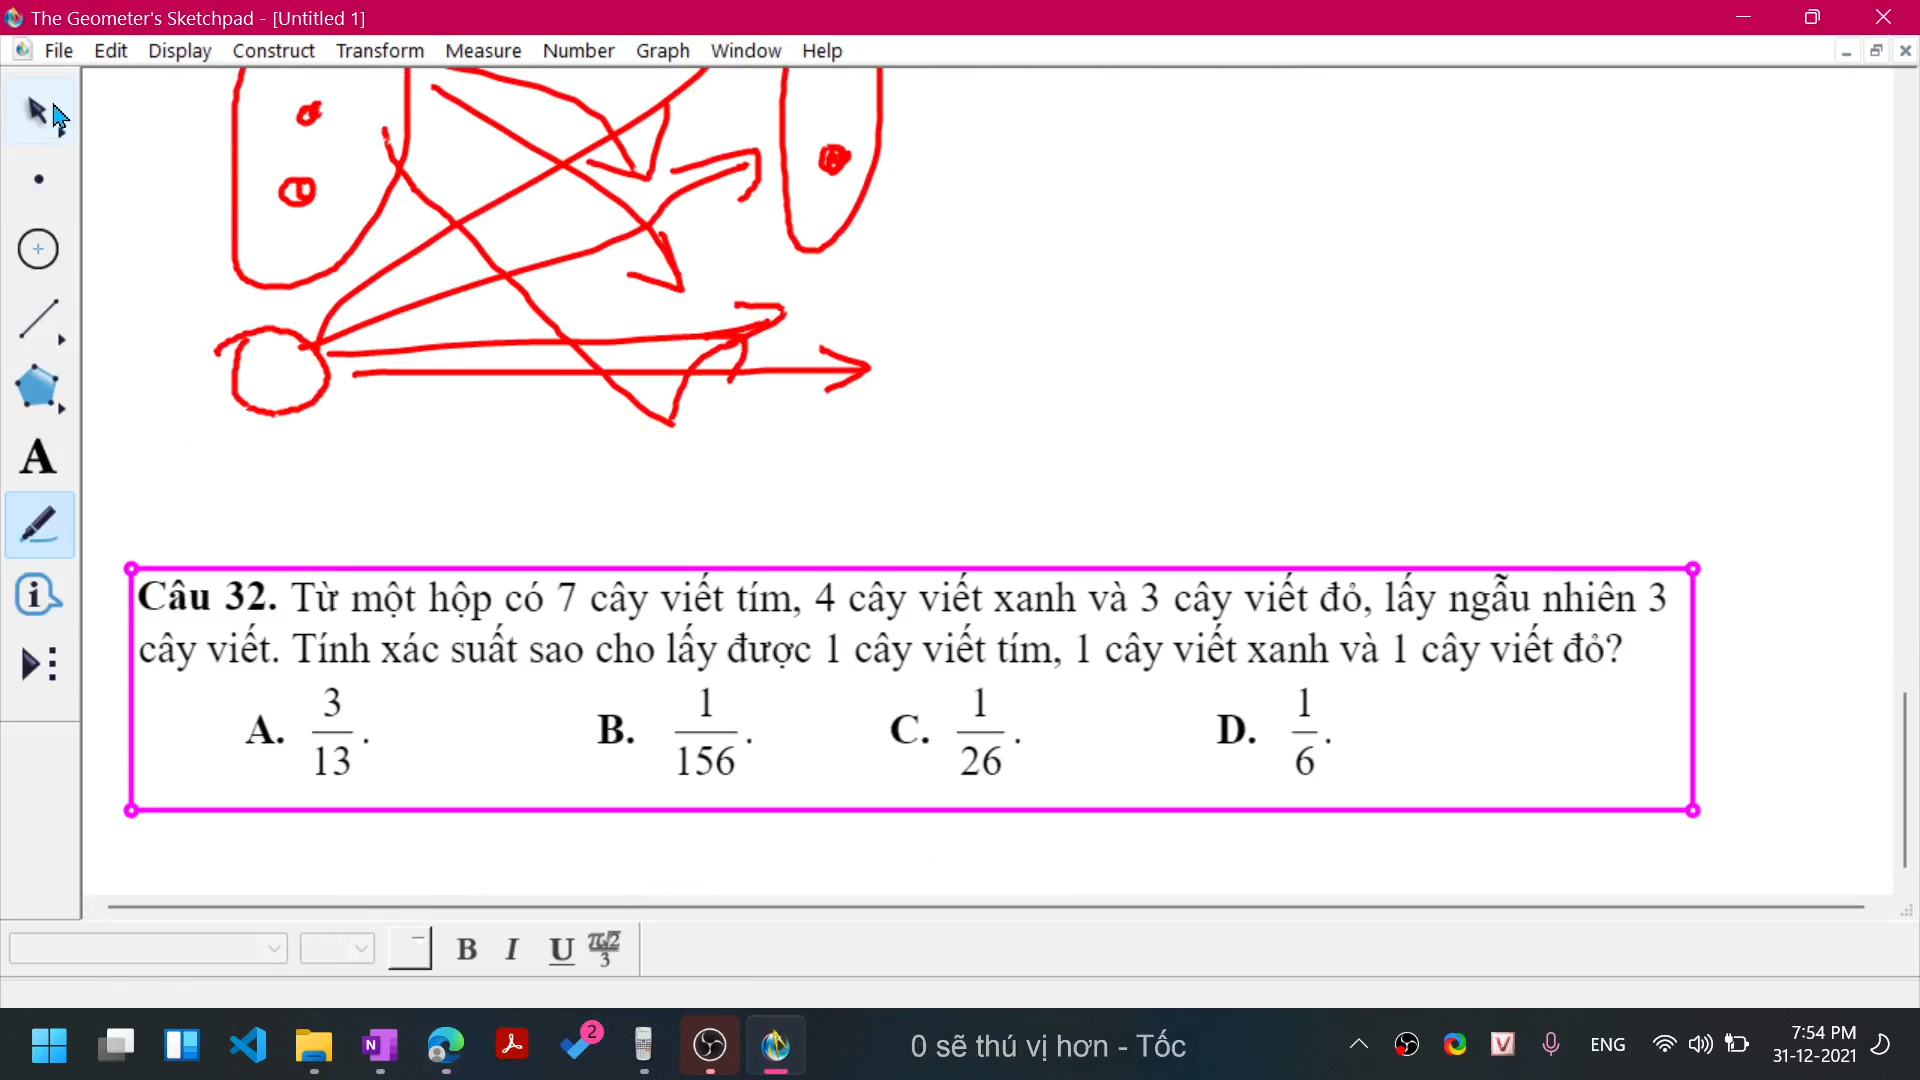 The Geometer's Sketchpad - [Untitled 1]
File Edit Display Construct Transform Measure Number Graph Window Help
A
Câu 32. Từ một hộp có 7 cây viết tím, 4 cây viết xanh và 3 cây viết đỏ, lấy ngẫu nhiên 3
cây viết. Tính xác suất sao cho lấy được 1 cây viết tím, 1 cây viết xanh và 1 cây viết đỏ?
A. 3/13. B. 1/156. C. 1/26. D. 1/6.
B I U π√2/3
2
N
V
0 sẽ thú vị hơn - Tốc
ENG
7:54 PM
31-12-2021